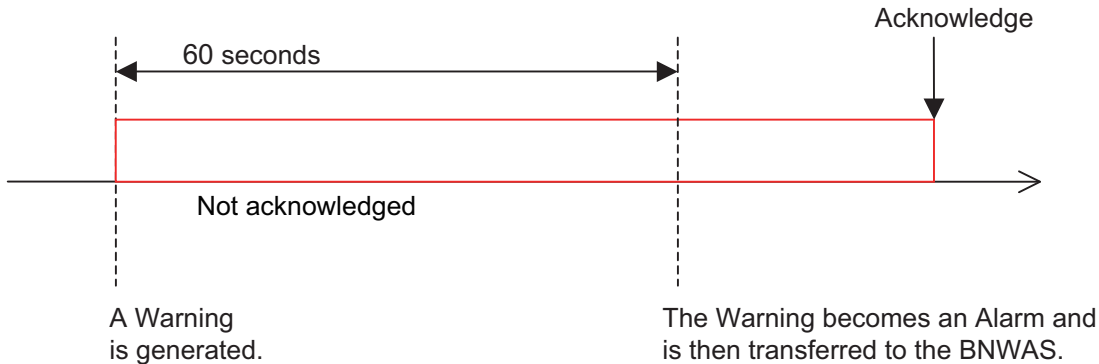 Acknowledge
60 seconds
Not acknowledged
A Warning
is generated.
The Warning becomes an Alarm and
is then transferred to the BNWAS.